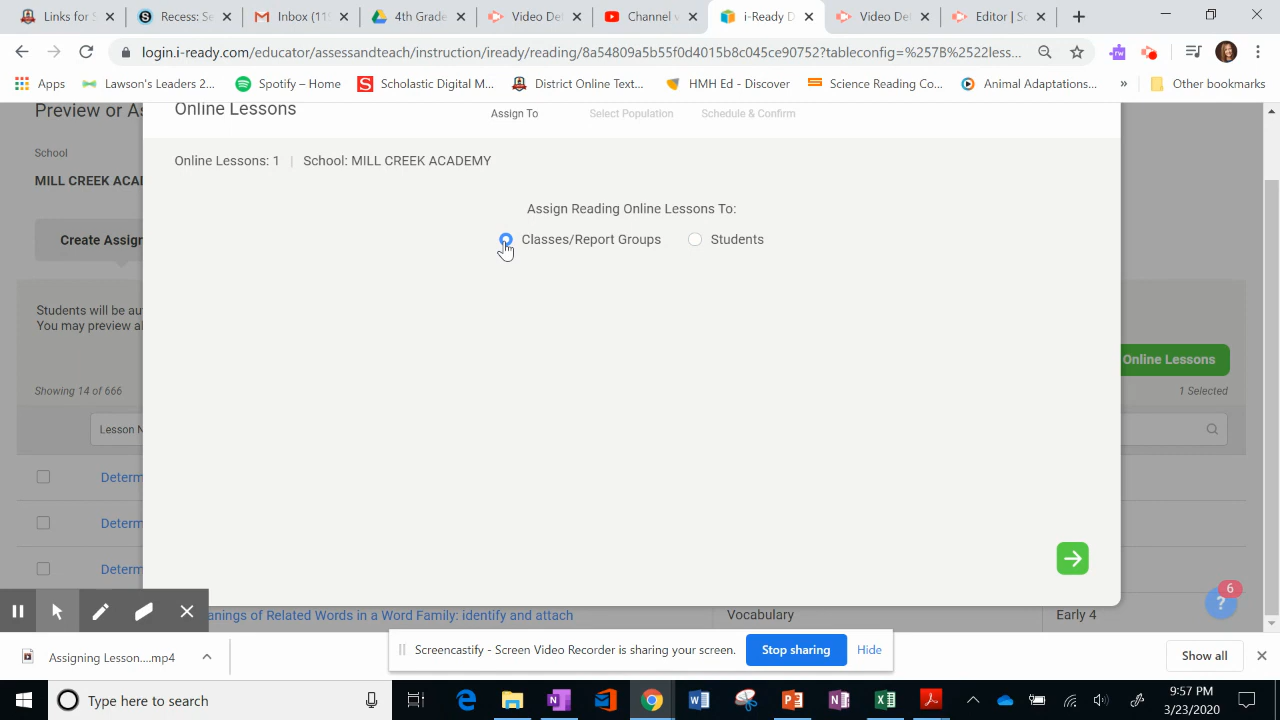 Links for S
Recess: Se
Inbox (119
4th Grade
Video Det
Channel v
i-Ready D
Video Det
Editor | Sc
login.i-ready.com/educator/assessandteach/instruction/iready/reading/8a54809a5b55f0d4015b8c045ce90752?tableconfig=%257B%2522less...
rw
Apps
Lawson's Leaders 2...
Spotify – Home
Scholastic Digital M...
District Online Text...
HMH Ed - Discover
Science Reading Co...
Animal Adaptations...
»
Other bookmarks
Preview or As
Online Lessons
Assign To
Select Population
Schedule & Confirm
School
MILL CREEK ACA
Online Lessons: 1 | School: MILL CREEK ACADEMY
Assign Reading Online Lessons To:
Classes/Report Groups
Students
Create Assign
Students will be au
You may preview al
Online Lessons
Showing 14 of 666
1 Selected
Lesson N
Determ
Determ
Determ
anings of Related Words in a Word Family: identify and attach
Vocabulary
Early 4
6
?
Assigning Lesson....mp4
Screencastify - Screen Video Recorder is sharing your screen.
Stop sharing
Hide
Show all
Type here to search
9:57 PM
3/23/2020